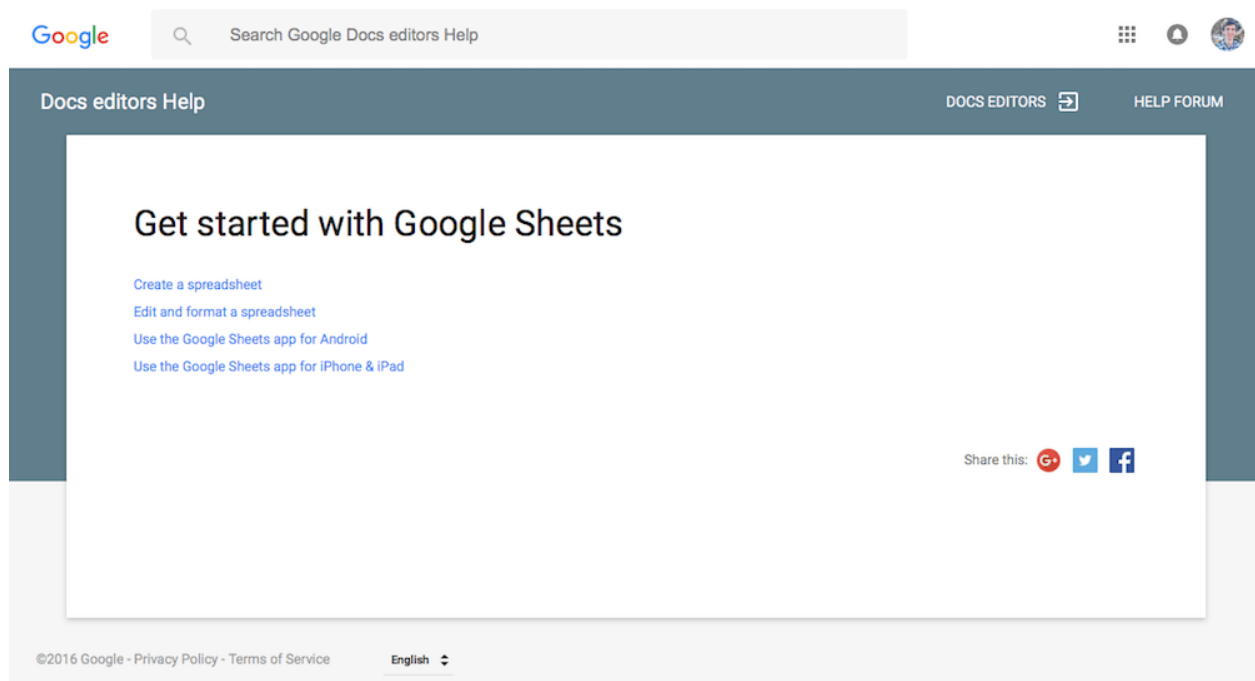 Google
Search Google Docs editors Help
Docs editors Help
DOCS EDITORS
HELP FORUM
Get started with Google Sheets
Create a spreadsheet
Edit and format a spreadsheet
Use the Google Sheets app for Android
Use the Google Sheets app for iPhone & iPad
Share this:
G+
f
©2016 Google - Privacy Policy - Terms of Service
English